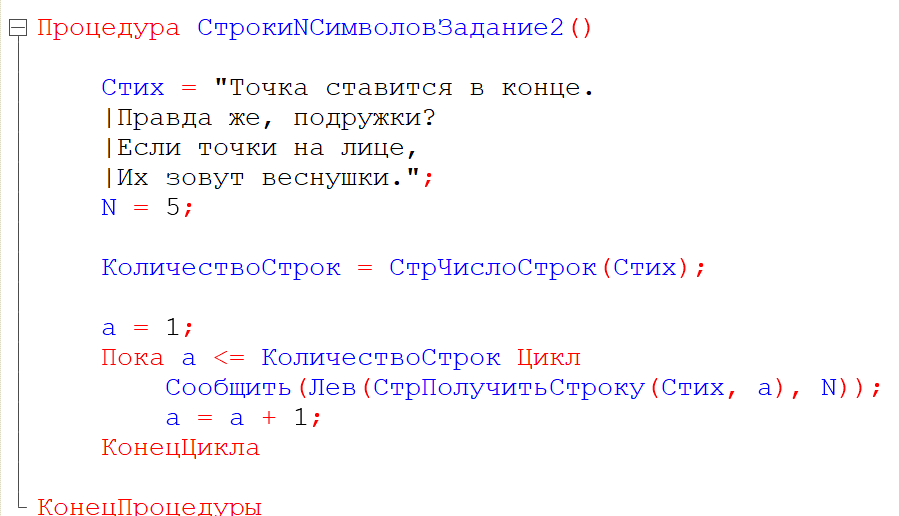 Процедура СтрокиNСимволовЗадание2()
Стих = "Точка ставится в конце.
|Правда же, подружки?
|Если точки на лице,
|Их зовут веснушки.";
N = 5;
КоличествоСтрок = СтрЧислоСтрок(Стих);
а = 1;
Пока а <= КоличествоСтрок Цикл
Сообщить(Лев(СтрПолучитьСтроку(Стих, а), N));
а = а + 1;
КонецЦикла
КонецПроцедуры